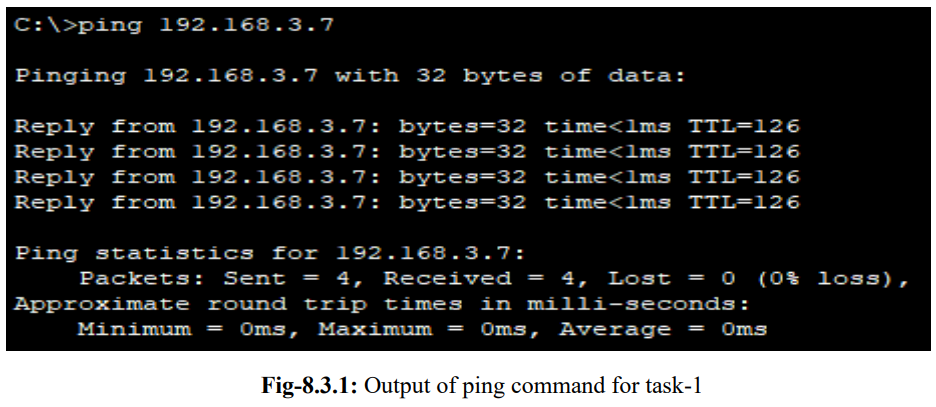 C:\>ping 192.168.3.7
Pinging 192.168.3.7 with 32 bytes of data:
Reply from 192.168.3.7: bytes=32 time<1ms TTL=126
Reply from 192.168.3.7: bytes=32 time<1ms TTL=126
Reply from 192.168.3.7: bytes=32 time<1ms TTL=126
Reply from 192.168.3.7: bytes=32 time<1ms TTL=126
Ping statistics for 192.168.3.7:
Packets: Sent = 4, Received = 4, Lost = 0 (0% loss),
Approximate round trip times in milli-seconds:
Minimum = 0ms, Maximum = 0ms, Average = 0ms
Fig-8.3.1: Output of ping command for task-1